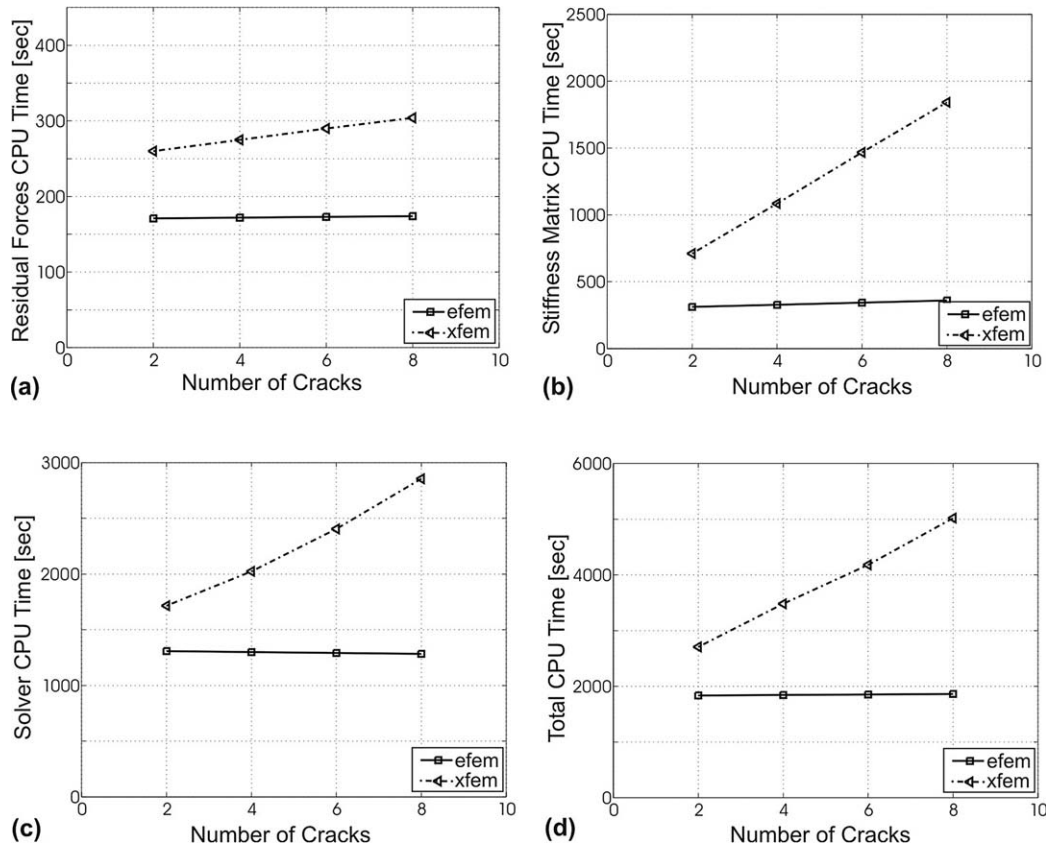 Residual Forces CPU Time [sec]
400
300
200
100
0
0 2 4 6 8 10
efem
xfem
Number of Cracks
(a)
Stiffness Matrix CPU Time [sec]
2500
2000
1500
1000
500
0
0 2 4 6 8 10
efem
xfem
Number of Cracks
(b)
Solver CPU Time [sec]
3000
2000
1000
0
0 2 4 6 8 10
efem
xfem
Number of Cracks
(c)
Total CPU Time [sec]
6000
4000
2000
0
0 2 4 6 8 10
efem
xfem
Number of Cracks
(d)